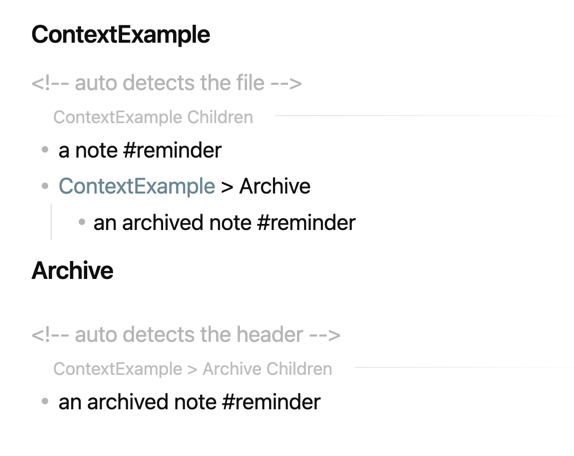 ContextExample
<!-- auto detects the file -->
ContextExample Children
a note #reminder
ContextExample > Archive
an archived note #reminder
Archive
<!-- auto detects the header -->
ContextExample > Archive Children
an archived note #reminder